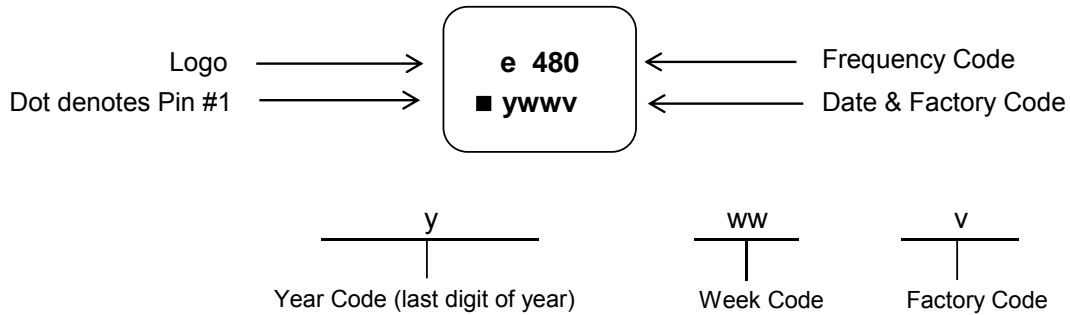 Logo
e 480
Frequency Code
Dot denotes Pin #1
■ ywwv
Date & Factory Code
y
ww
v
Year Code (last digit of year)
Week Code
Factory Code